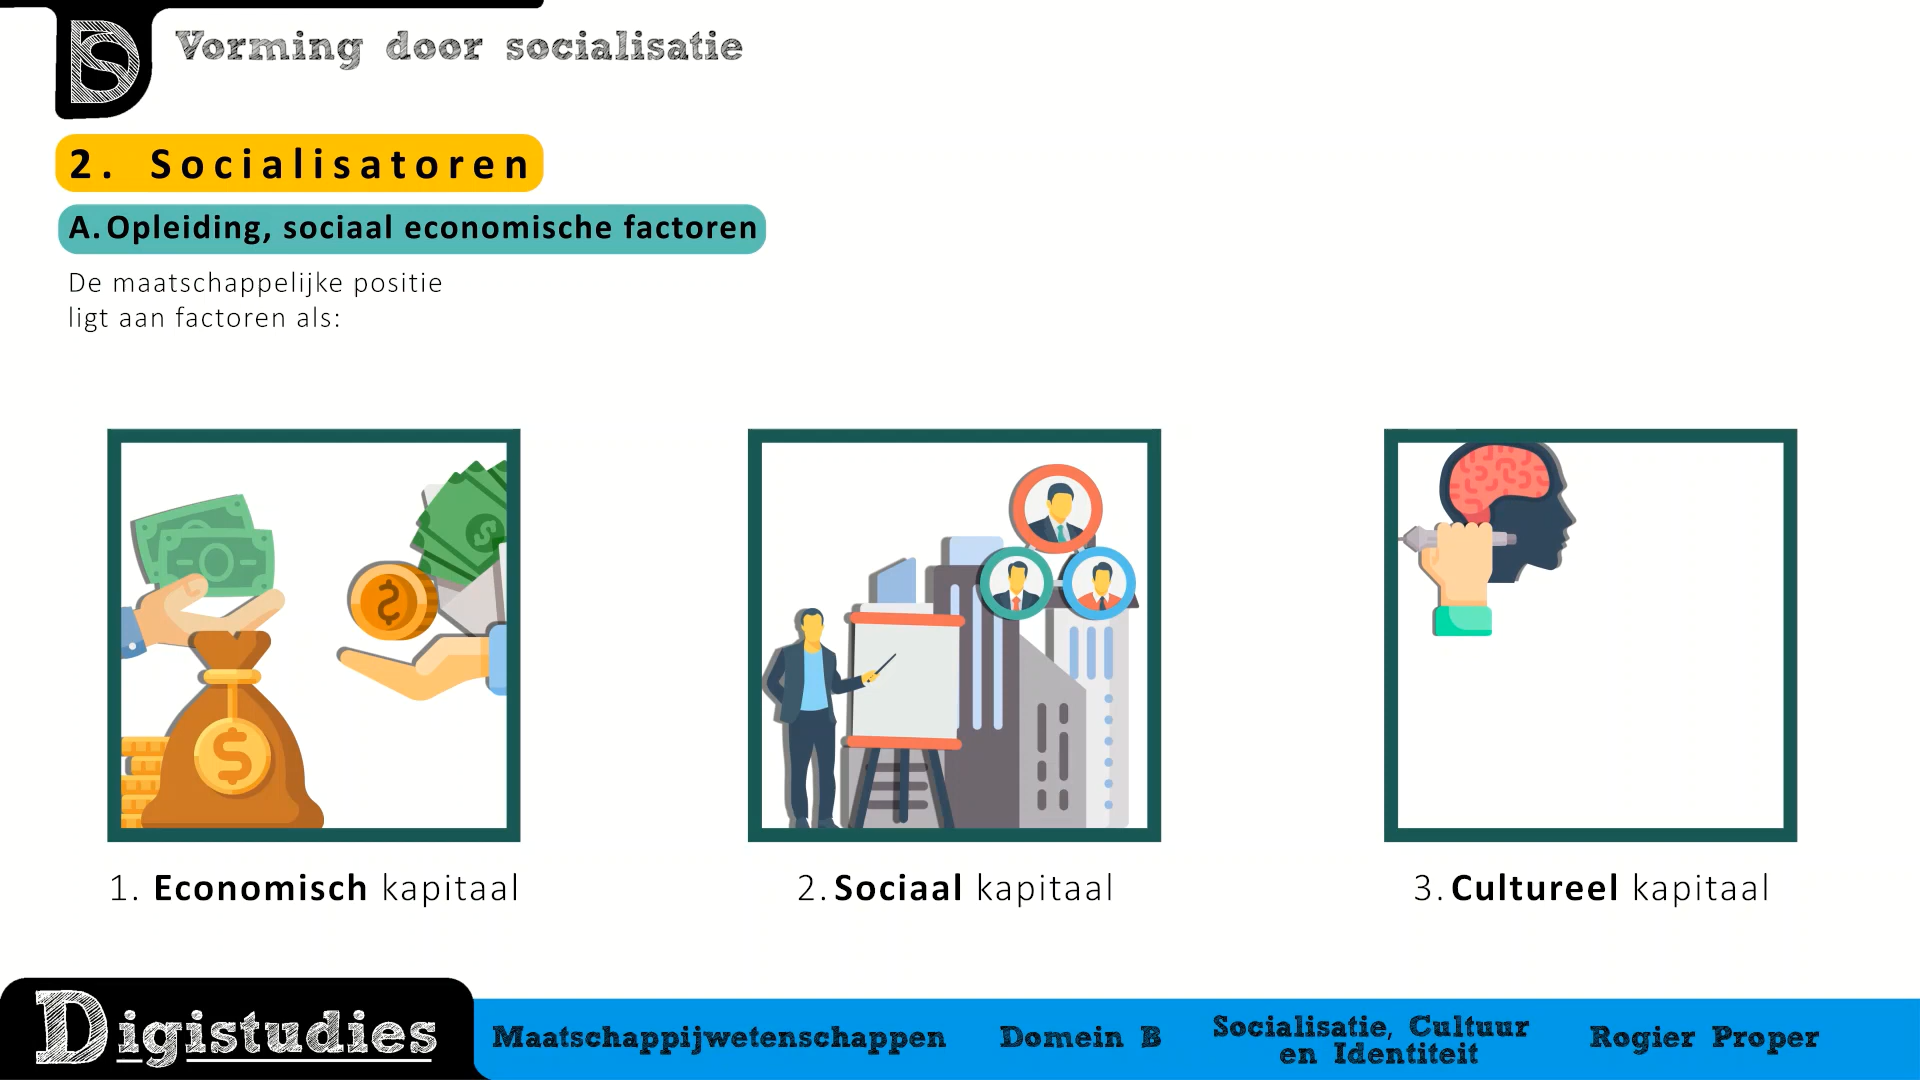 DS
Vorming door socialisatie
2. Socialisatoren
A. Opleiding, sociaal economische factoren
De maatschappelijke positie
ligt aan factoren als:
1. Economisch kapitaal
2. Sociaal kapitaal
3. Cultureel kapitaal
Digistudies
Maatschappijwetenschappen
Domein B
Socialisatie, Cultuur
en Identiteit
Rogier Proper